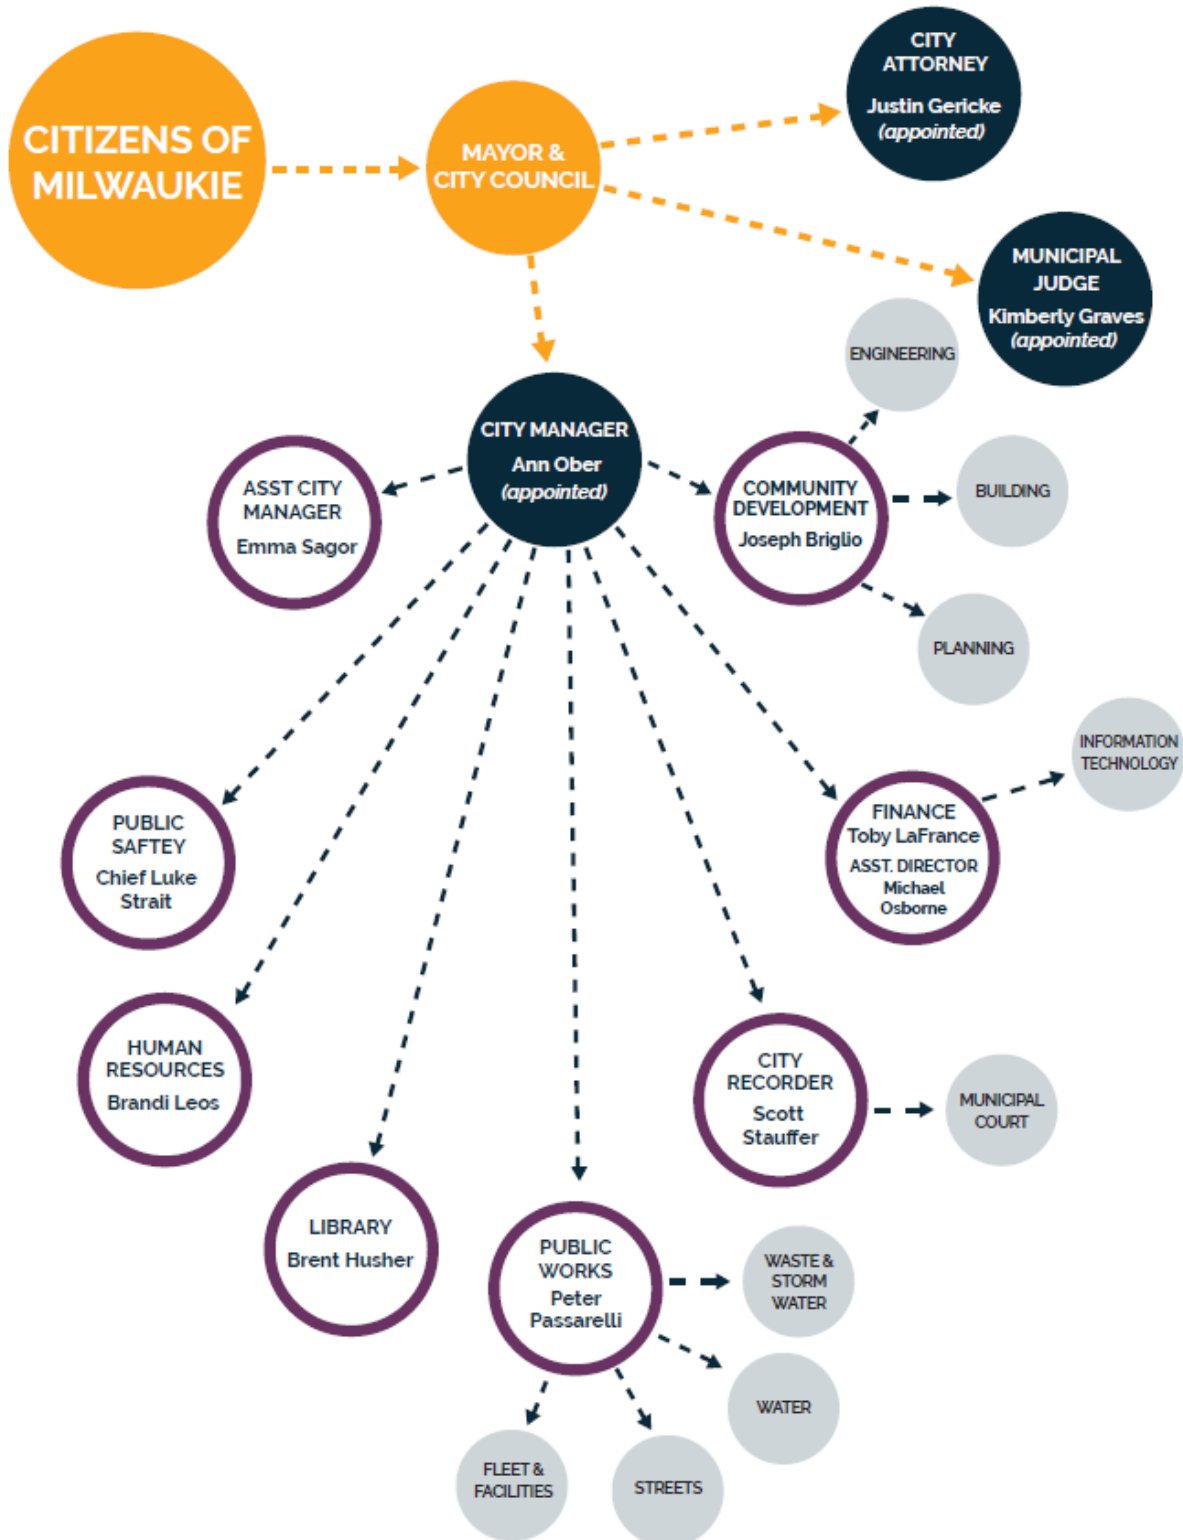 CITIZENS OF
MILWAUKIE
MAYOR &
CITY COUNCIL
CITY
ATTORNEY
Justin Gericke
(appointed)
MUNICIPAL
JUDGE
Kimberly Graves
(appointed)
CITY MANAGER
Ann Ober
(appointed)
ASST CITY
MANAGER
Emma Sagor
COMMUNITY
DEVELOPMENT
Joseph Briglio
ENGINEERING
BUILDING
PLANNING
INFORMATION
TECHNOLOGY
FINANCE
Toby LaFrance
ASST. DIRECTOR
Michael
Osborne
PUBLIC
SAFTEY
Chief Luke
Strait
HUMAN
RESOURCES
Brandi Leos
CITY
RECORDER
Scott
Stauffer
MUNICIPAL
COURT
LIBRARY
Brent Husher
PUBLIC
WORKS
Peter
Passarelli
WASTE &
STORM
WATER
WATER
STREETS
FLEET &
FACILITIES